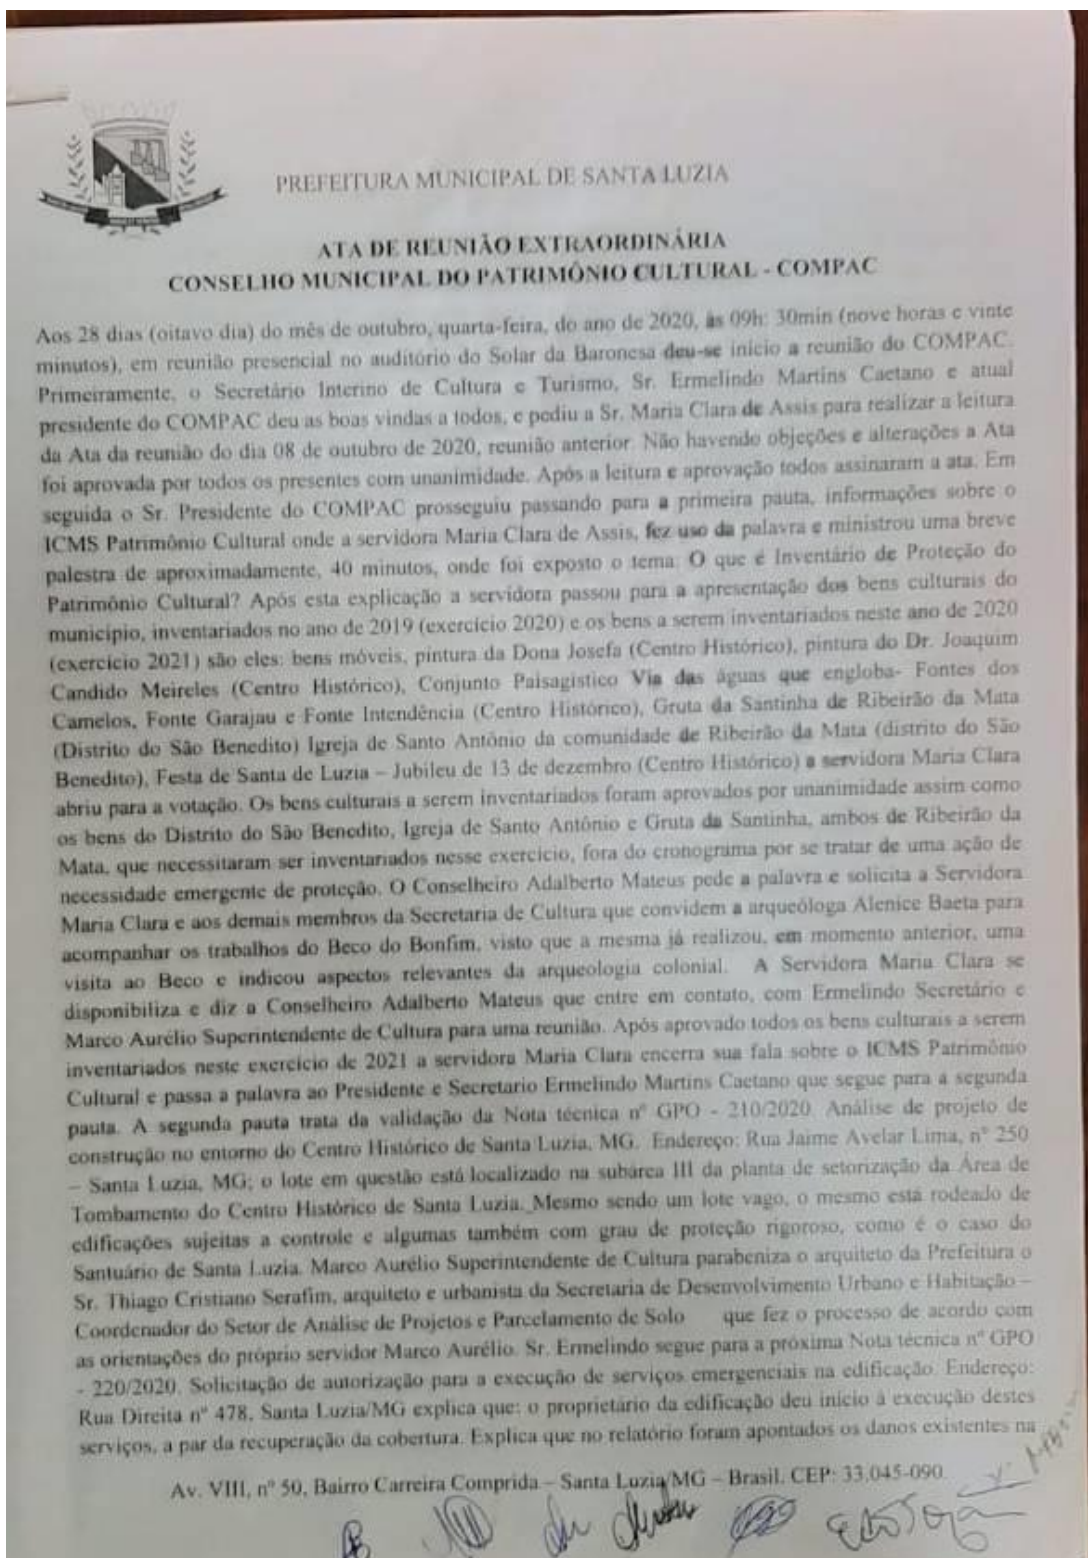 PREFEITURA MUNICIPAL DE SANTA LUZIA
ATA DE REUNIÃO EXTRAORDINÁRIA
CONSELHO MUNICIPAL DO PATRIMÔNIO CULTURAL - COMPAC
Aos 28 dias (oitavo dia) do mês de outubro, quarta-feira, do ano de 2020, às 09h: 30min (nove horas e vinte
minutos), em reunião presencial no auditório do Solar da Baronesa deu-se início a reunião do COMPAC.
Primeiramente, o Secretário Interino de Cultura e Turismo, Sr. Ermelindo Martins Caetano e atual
presidente do COMPAC deu as boas vindas a todos, e pediu a Sr. Maria Clara de Assis para realizar a leitura
da Ata da reunião do dia 08 de outubro de 2020, reunião anterior. Não havendo objeções e alterações a Ata
foi aprovada por todos os presentes com unanimidade. Após a leitura e aprovação todos assinaram a ata. Em
seguida o Sr. Presidente do COMPAC prosseguiu passando para a primeira pauta, informações sobre o
ICMS Patrimônio Cultural onde a servidora Maria Clara de Assis, fez uso da palavra e ministrou uma breve
palestra de aproximadamente, 40 minutos, onde foi exposto o tema: O que é Inventário de Proteção do
Patrimônio Cultural? Após esta explicação a servidora passou para a apresentação dos bens culturais do
município, inventariados no ano de 2019 (exercício 2020) e os bens a serem inventariados neste ano de 2020
(exercício 2021) são eles: bens móveis, pintura da Dona Josefa (Centro Histórico), pintura do Dr. Joaquim
Candido Meireles (Centro Histórico), Conjunto Paisagístico Via das águas que engloba- Fontes dos
Camelos, Fonte Garajau e Fonte Intendência (Centro Histórico), Gruta da Santinha de Ribeirão da Mata
(Distrito do São Benedito) Igreja de Santo Antônio da comunidade de Ribeirão da Mata (distrito do São
Benedito), Festa de Santa de Luzia – Jubileu de 13 de dezembro (Centro Histórico) a servidora Maria Clara
abriu para a votação. Os bens culturais a serem inventariados foram aprovados por unanimidade assim como
os bens do Distrito do São Benedito, Igreja de Santo Antônio e Gruta da Santinha, ambos de Ribeirão da
Mata, que necessitaram ser inventariados nesse exercício, fora do cronograma por se tratar de uma ação de
necessidade emergente de proteção. O Conselheiro Adalberto Mateus pede a palavra e solicita a Servidora
Maria Clara e aos demais membros da Secretaria de Cultura que convidem a arqueóloga Alenice Baeta para
acompanhar os trabalhos do Beco do Bonfim, visto que a mesma já realizou, em momento anterior, uma
visita ao Beco e indicou aspectos relevantes da arqueologia colonial. A Servidora Maria Clara se
disponibiliza e diz a Conselheiro Adalberto Mateus que entre em contato, com Ermelindo Secretário e
Marco Aurélio Superintendente de Cultura para uma reunião. Após aprovado todos os bens culturais a serem
inventariados neste exercício de 2021 a servidora Maria Clara encerra sua fala sobre o ICMS Patrimônio
Cultural e passa a palavra ao Presidente e Secretario Ermelindo Martins Caetano que segue para a segunda
pauta. A segunda pauta trata da validação da Nota técnica nº GPO - 210/2020. Análise de projeto de
construção no entorno do Centro Histórico de Santa Luzia, MG. Endereço: Rua Jaime Avelar Lima, nº 250
– Santa Luzia, MG; o lote em questão está localizado na subárea III da planta de setorização da Área de
Tombamento do Centro Histórico de Santa Luzia. Mesmo sendo um lote vago, o mesmo está rodeado de
edificações sujeitas a controle e algumas também com grau de proteção rigoroso, como é o caso do
Santuário de Santa Luzia. Marco Aurélio Superintendente de Cultura parabeniza o arquiteto da Prefeitura o
Sr. Thiago Cristiano Serafim, arquiteto e urbanista da Secretaria de Desenvolvimento Urbano e Habitação –
Coordenador do Setor de Análise de Projetos e Parcelamento de Solo que fez o processo de acordo com
as orientações do próprio servidor Marco Aurélio. Sr. Ermelindo segue para a próxima Nota técnica nº GPO
- 220/2020. Solicitação de autorização para a execução de serviços emergenciais na edificação. Endereço:
Rua Direita nº 478, Santa Luzia/MG explica que: o proprietário da edificação deu início à execução destes
serviços, a par da recuperação da cobertura. Explica que no relatório foram apontados os danos existentes na
Av. VIII, nº 50, Bairro Carreira Comprida – Santa Luzia/MG – Brasil. CEP: 33.045-090